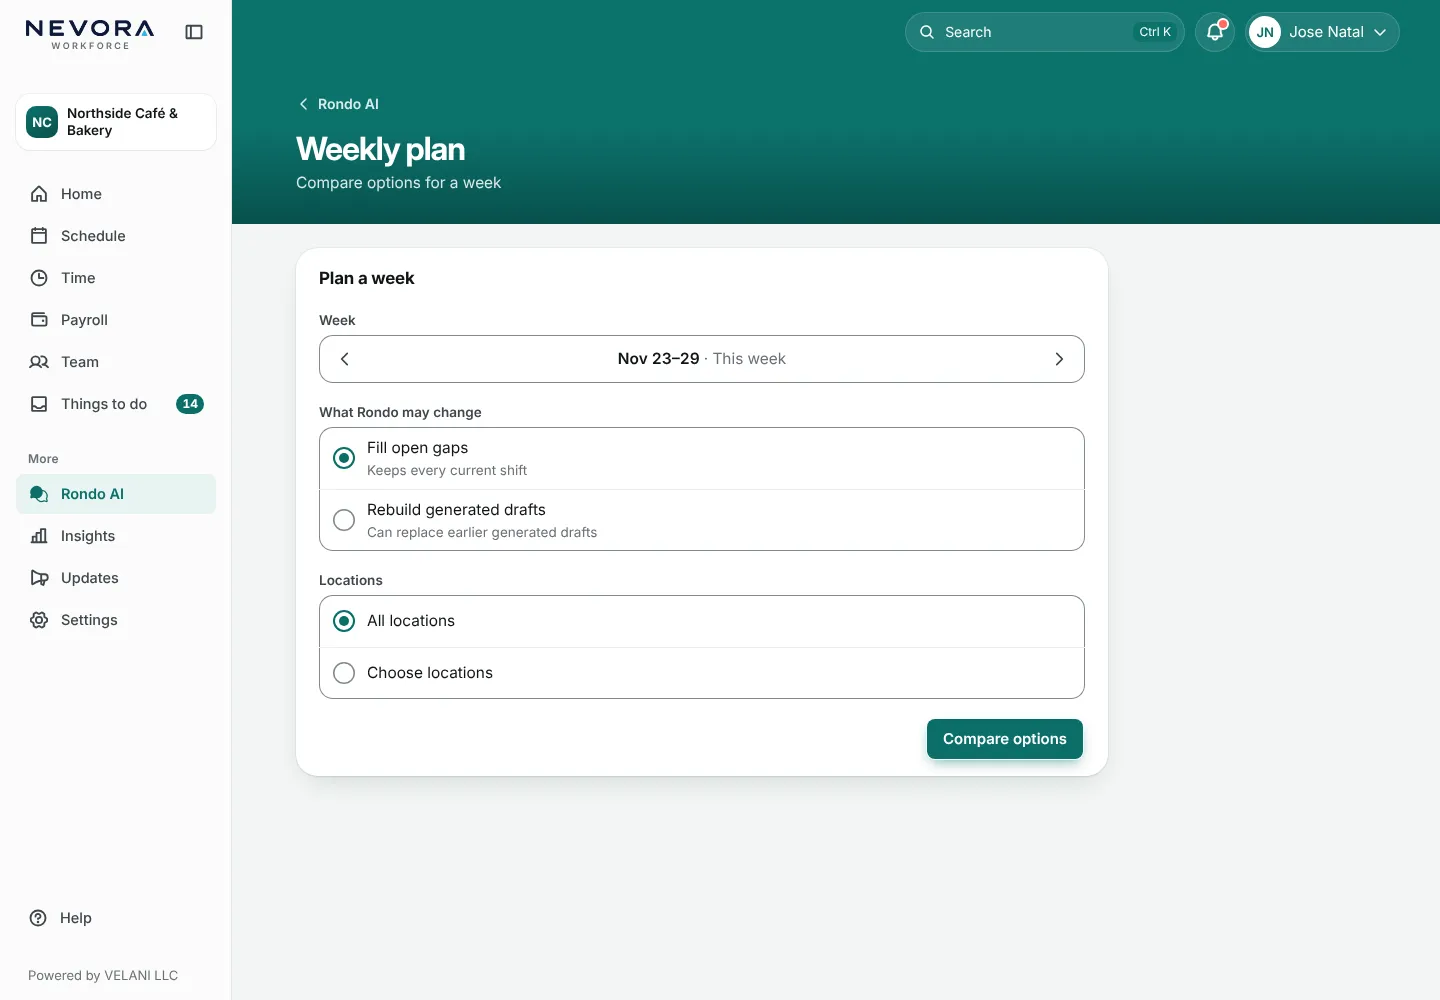 NEVORA
WORKFORCE
Search
Ctrl K
JN
Jose Natal
NC
Northside Café &
Bakery
Home
Schedule
Time
Payroll
Team
Things to do
14
More
Rondo AI
Insights
Updates
Settings
Help
Powered by VELANI LLC
Rondo AI
Weekly plan
Compare options for a week
Plan a week
Week
Nov 23–29 · This week
What Rondo may change
Fill open gaps
Keeps every current shift
Rebuild generated drafts
Can replace earlier generated drafts
Locations
All locations
Choose locations
Compare options